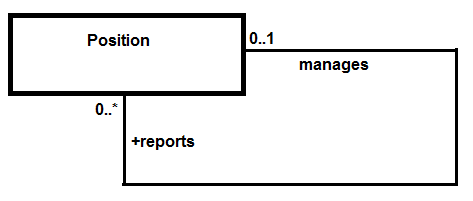 Position
0..1
manages
0..*
+reports